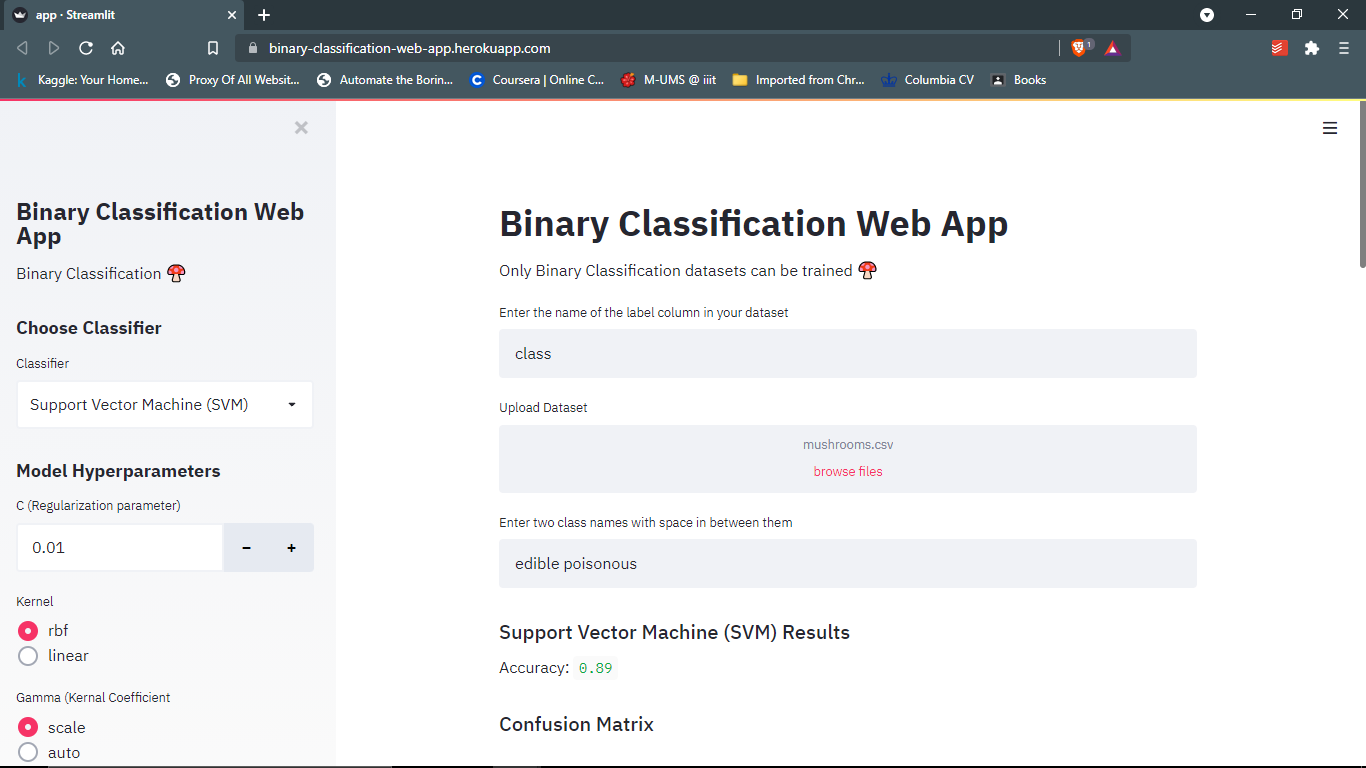 app · Streamlit
binary-classification-web-app.herokuapp.com
1
Kaggle: Your Home...
Proxy Of All Websit...
Automate the Borin...
Coursera | Online C...
M-UMS @ iiit
Imported from Chr...
Columbia CV
Books
Binary Classification Web
App
Binary Classification 🍄
Choose Classifier
Classifier
Support Vector Machine (SVM)
Model Hyperparameters
C (Regularization parameter)
0.01
Kernel
rbf
linear
Gamma (Kernal Coefficient
scale
auto
Binary Classification Web App
Only Binary Classification datasets can be trained 🍄
Enter the name of the label column in your dataset
class
Upload Dataset
mushrooms.csv
browse files
Enter two class names with space in between them
edible poisonous
Support Vector Machine (SVM) Results
Accuracy: 0.89
Confusion Matrix